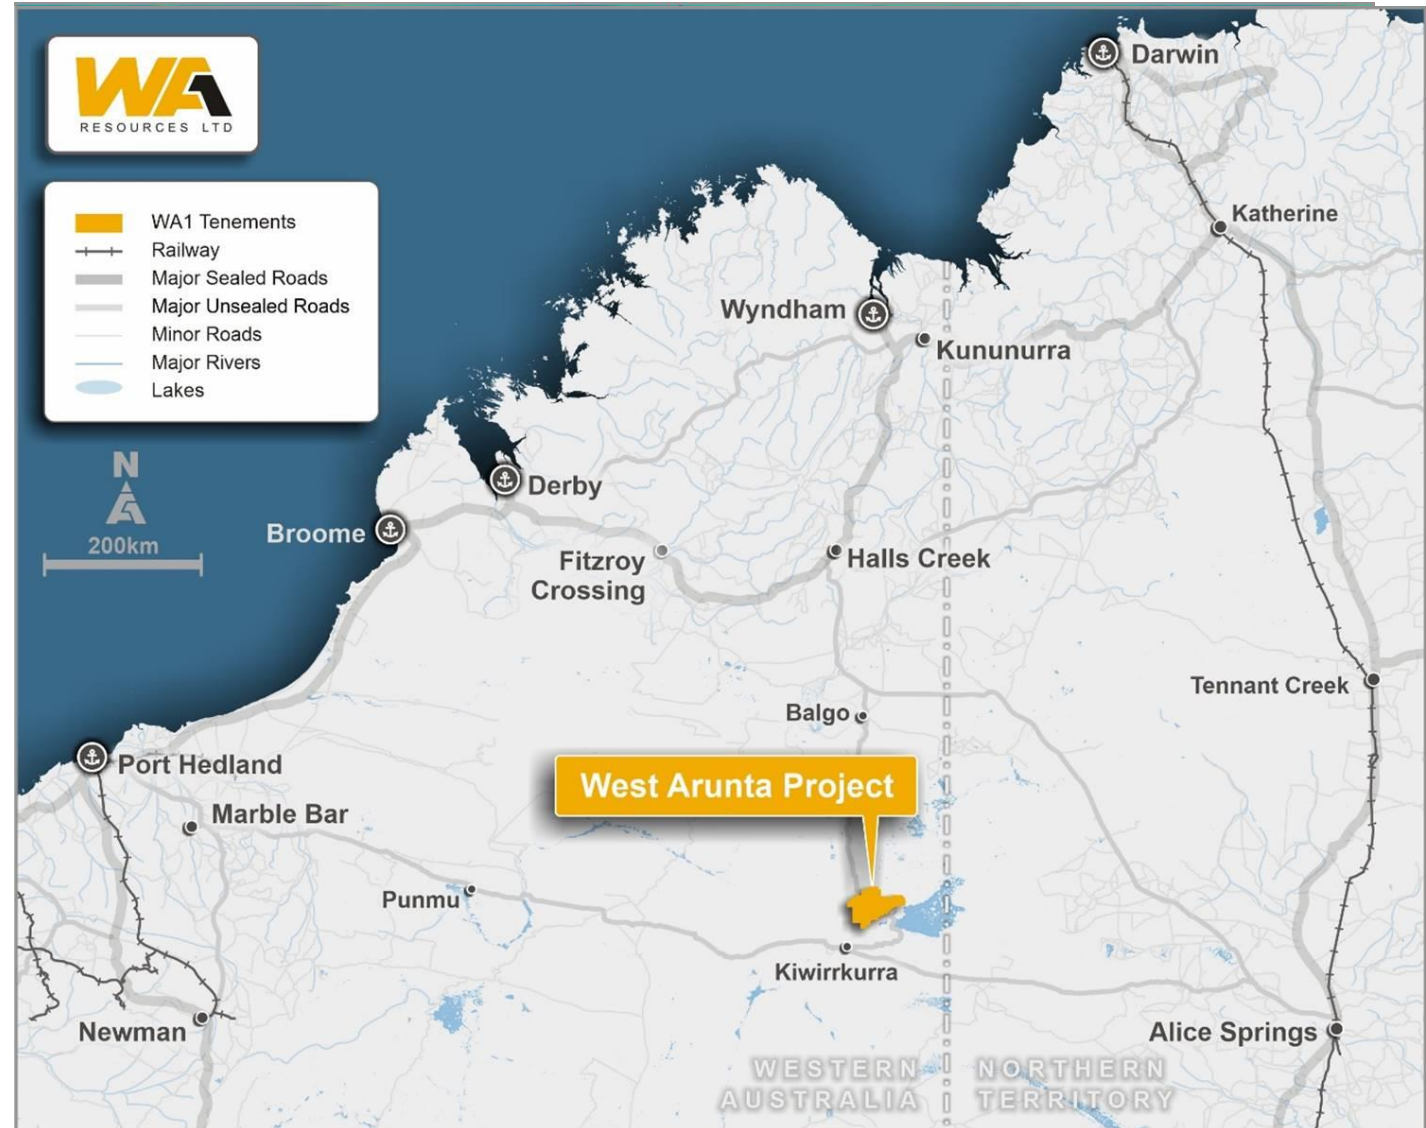 WA
RESOURCES LTD
WA1 Tenements
Railway
Major Sealed Roads
Major Unsealed Roads
Minor Roads
Major Rivers
Lakes
N
200km
Darwin
Katherine
Wyndham
Kununurra
Derby
Broome
Fitzroy
Crossing
Halls Creek
Tennant Creek
Balgo
Port Hedland
West Arunta Project
Marble Bar
Punmu
Kiwirrkurra
Newman
Alice Springs
WESTERN
AUSTRALIA
NORTHERN
TERRITORY